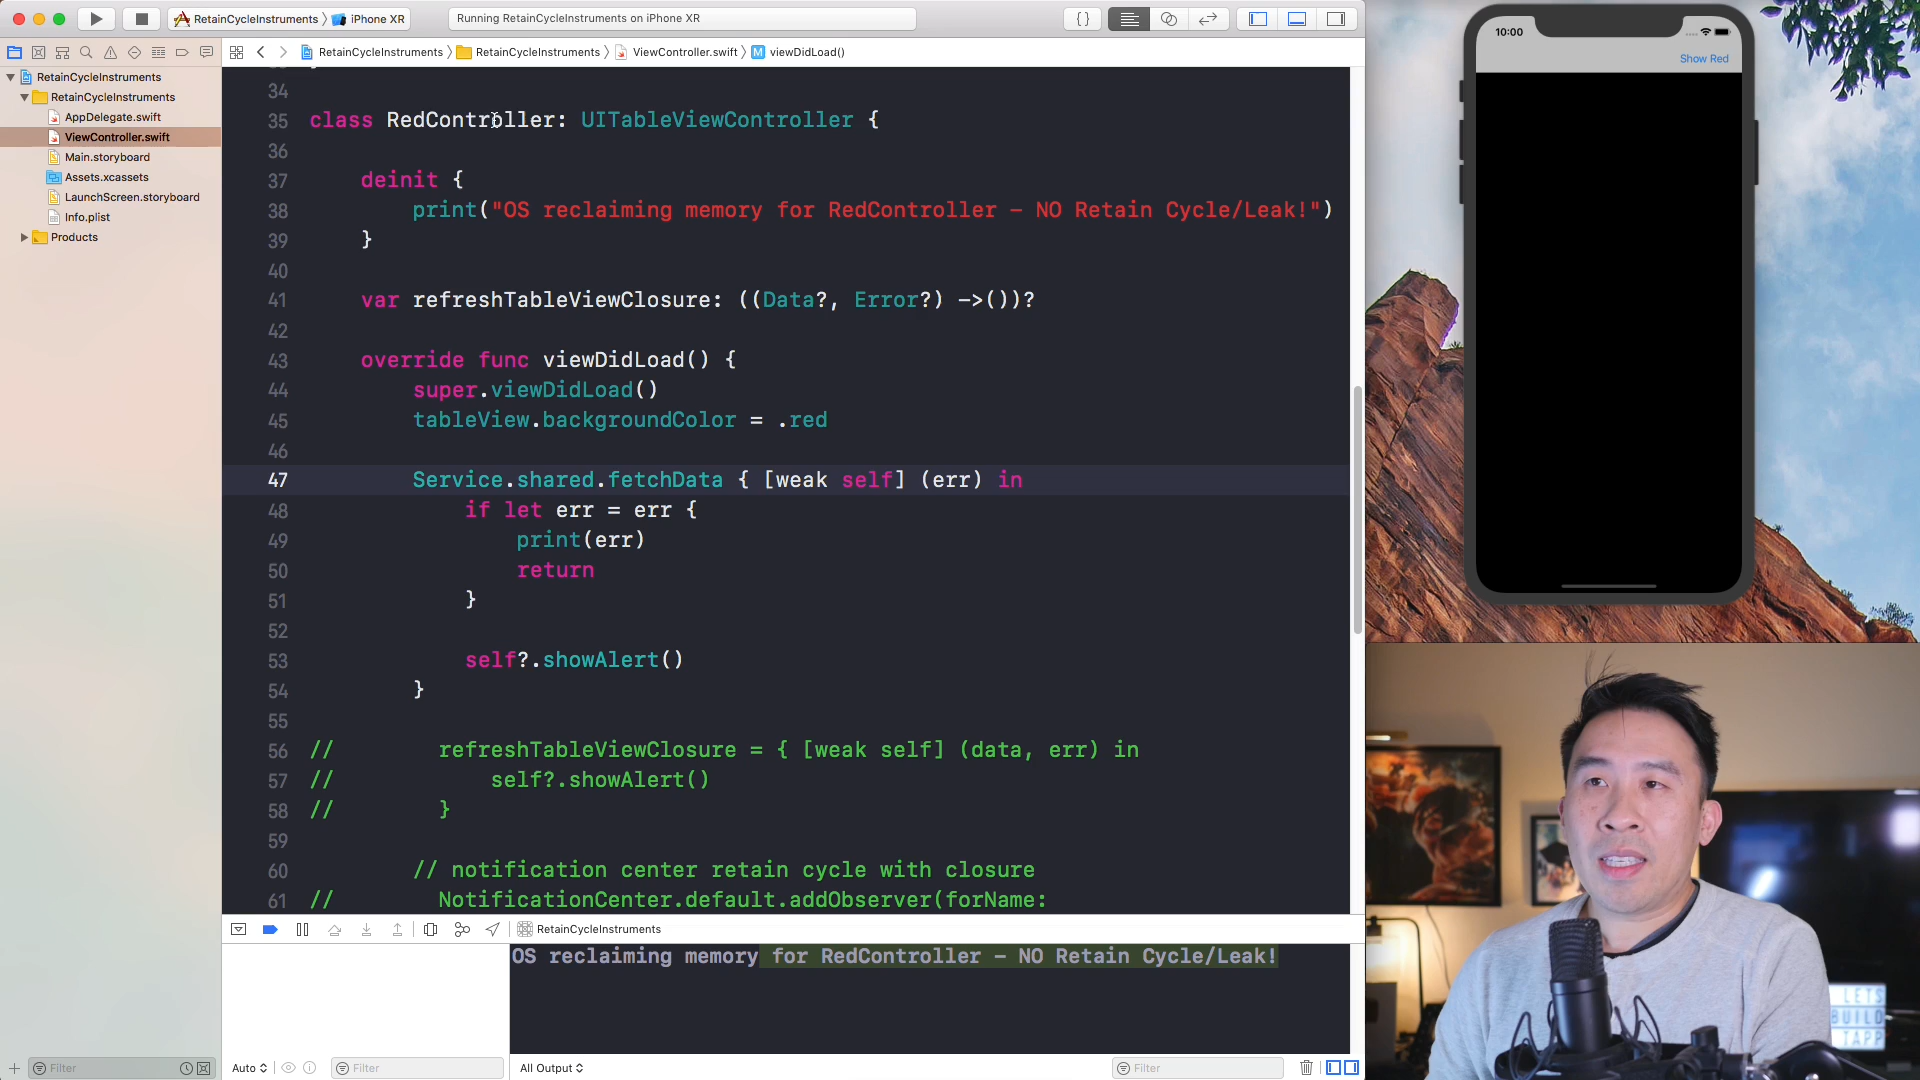 RetainCycleInstruments
iPhone XR
Running RetainCycleInstruments on iPhone XR
RetainCycleInstruments
RetainCycleInstruments
ViewController.swift
M
viewDidLoad()
RetainCycleInstruments
RetainCycleInstruments
AppDelegate.swift
ViewController.swift
Main.storyboard
Assets.xcassets
LaunchScreen.storyboard
Info.plist
Products
34
35 class RedController: UITableViewController {
36
37 deinit {
38 print("OS reclaiming memory for RedController – NO Retain Cycle/Leak!")
39 }
40
41 var refreshTableViewClosure: ((Data?, Error?) ->())?
42
43 override func viewDidLoad() {
44 super.viewDidLoad()
45 tableView.backgroundColor = .red
46
47 Service.shared.fetchData { [weak self] (err) in
48 if let err = err {
49 print(err)
50 return
51 }
52
53 self?.showAlert()
54 }
55
56 // refreshTableViewClosure = { [weak self] (data, err) in
57 // self?.showAlert()
58 // }
59
60 // notification center retain cycle with closure
61 // NotificationCenter.default.addObserver(forName:
RetainCycleInstruments
OS reclaiming memory for RedController – NO Retain Cycle/Leak!
Filter
Auto
Filter
All Output
Filter
10:00
Show Red
LETS
BUILD
TAPP